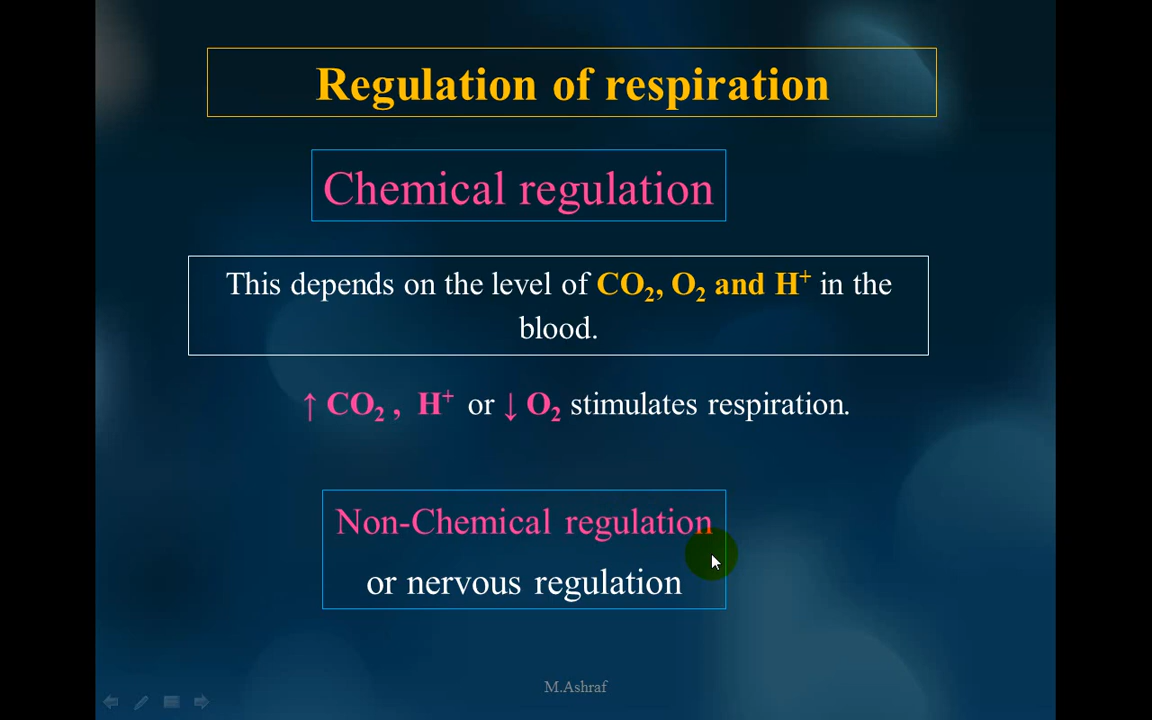 Regulation of respiration
Chemical regulation
This depends on the level of CO₂, O₂ and H⁺ in the
blood.
↑ CO₂ , H⁺ or ↓ O₂ stimulates respiration.
Non-Chemical regulation
or nervous regulation
M.Ashraf